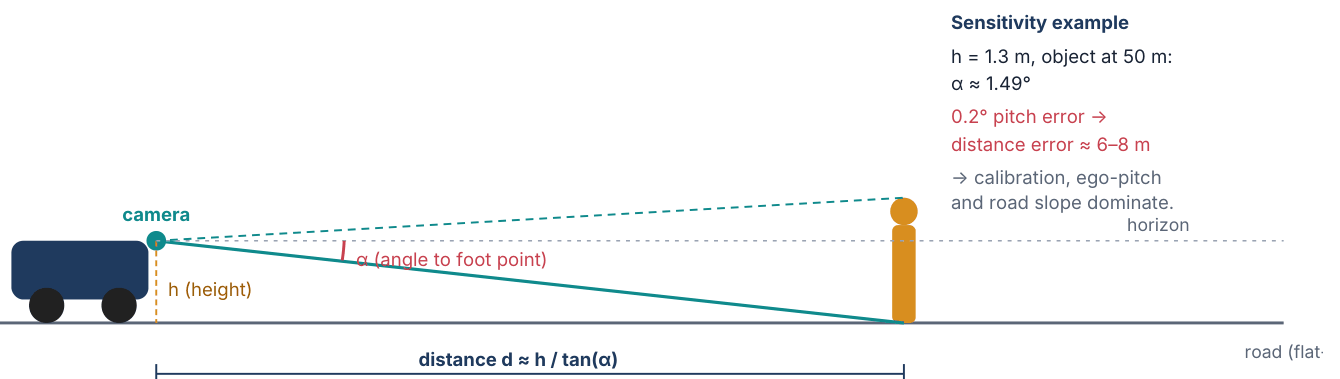 Sensitivity example
h = 1.3 m, object at 50 m:
α ≈ 1.49°
0.2° pitch error →
distance error ≈ 6–8 m
→ calibration, ego-pitch
and road slope dominate.
horizon
camera
α (angle to foot point)
h (height)
road (flat-
distance d ≈ h / tan(α)